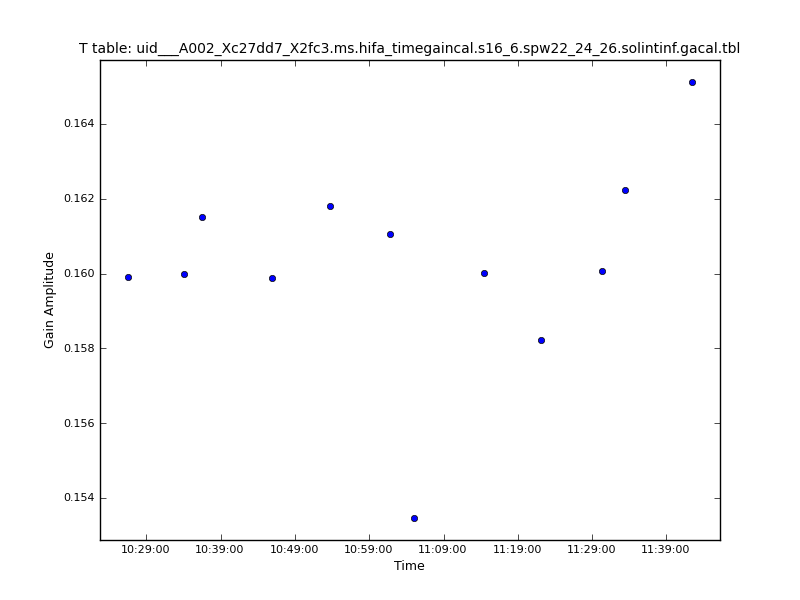 T table: uid___A002_Xc27dd7_X2fc3.ms.hifa_timegaincal.s16_6.spw22_24_26.solintinf.gacal.tbl
0.164
0.162
0.160
0.158
0.156
0.154
Gain Amplitude
10:29:00 10:39:00 10:49:00 10:59:00 11:09:00 11:19:00 11:29:00 11:39:00
Time